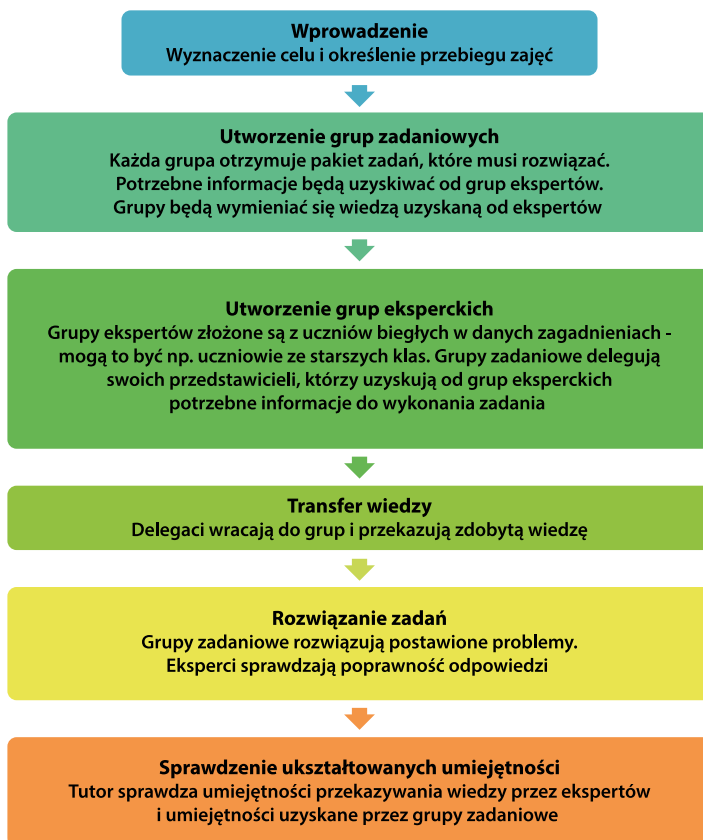 Wprowadzenie
Wyznaczenie celu i określenie przebiegu zajęć
Utworzenie grup zadaniowych
Każda grupa otrzymuje pakiet zadań, które musi rozwiązać.
Potrzebne informacje będą uzyskiwać od grup ekspertów.
Grupy będą wymieniać się wiedzą uzyskaną od ekspertów
Utworzenie grup eksperckich
Grupy ekspertów złożone są z uczniów biegłych w danych zagadnieniach -
mogą to być np. uczniowie ze starszych klas. Grupy zadaniowe delegują
swoich przedstawicieli, którzy uzyskują od grup eksperckich
potrzebne informacje do wykonania zadania
Transfer wiedzy
Delegaci wracają do grup i przekazują zdobytą wiedzę
Rozwiązanie zadań
Grupy zadaniowe rozwiązują postawione problemy.
Eksperci sprawdzają poprawność odpowiedzi
Sprawdzenie ukształtowanych umiejętności
Tutor sprawdza umiejętności przekazywania wiedzy przez ekspertów
i umiejętności uzyskane przez grupy zadaniowe